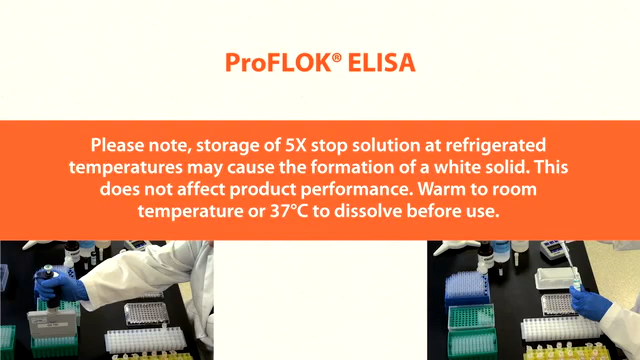 ProFLOK® ELISA
Please note, storage of 5X stop solution at refrigerated
temperatures may cause the formation of a white solid. This
does not affect product performance. Warm to room
temperature or 37°C to dissolve before use.